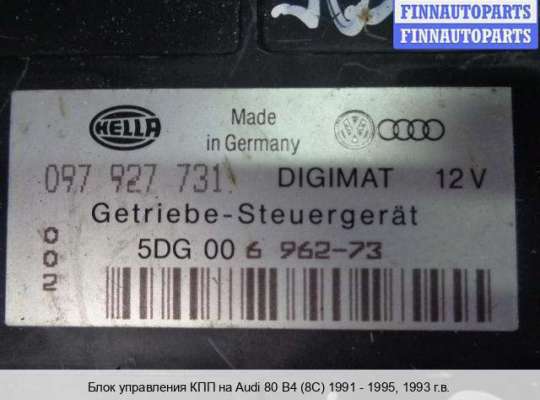 FINNAUTOPARTS
FINNAUTOPARTS
HELLA
Made
in Germany
097 927 731
DIGIMAT 12 V
Getriebe-Steuergerät
002
5DG 00 6 962-73
Блок управления КПП на Audi 80 B4 (8C) 1991 - 1995, 1993 г.в.